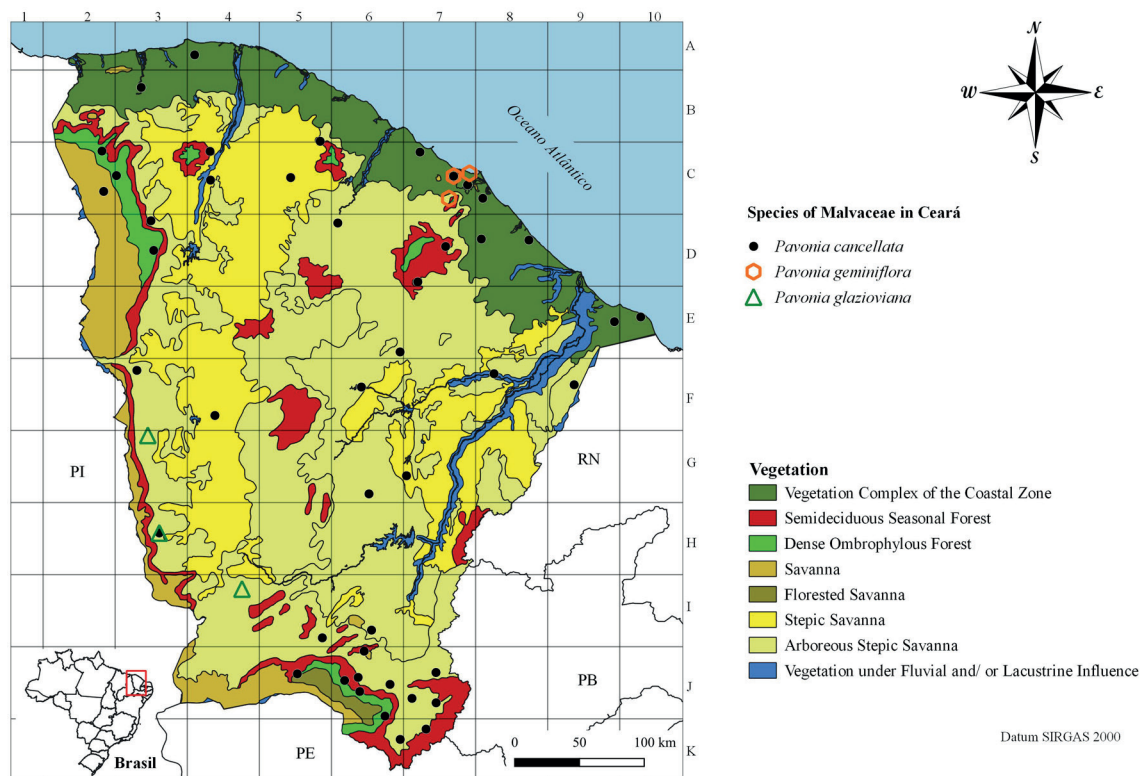 1 2 3 4 5 6 7 8 9 10
A
B
C
D
E
F
G
H
I
J
K
Oceano Atlântico
PI
RN
PB
PE
Brasil
0 50 100 km
N
W E
S
Species of Malvaceae in Ceará
Pavonia cancellata
Pavonia geminiflora
Pavonia glazioviana
Vegetation
Vegetation Complex of the Coastal Zone
Semideciduous Seasonal Forest
Dense Ombrophylous Forest
Savanna
Florested Savanna
Stepic Savanna
Arboreous Stepic Savanna
Vegetation under Fluvial and/ or Lacustrine Influence
Datum SIRGAS 2000